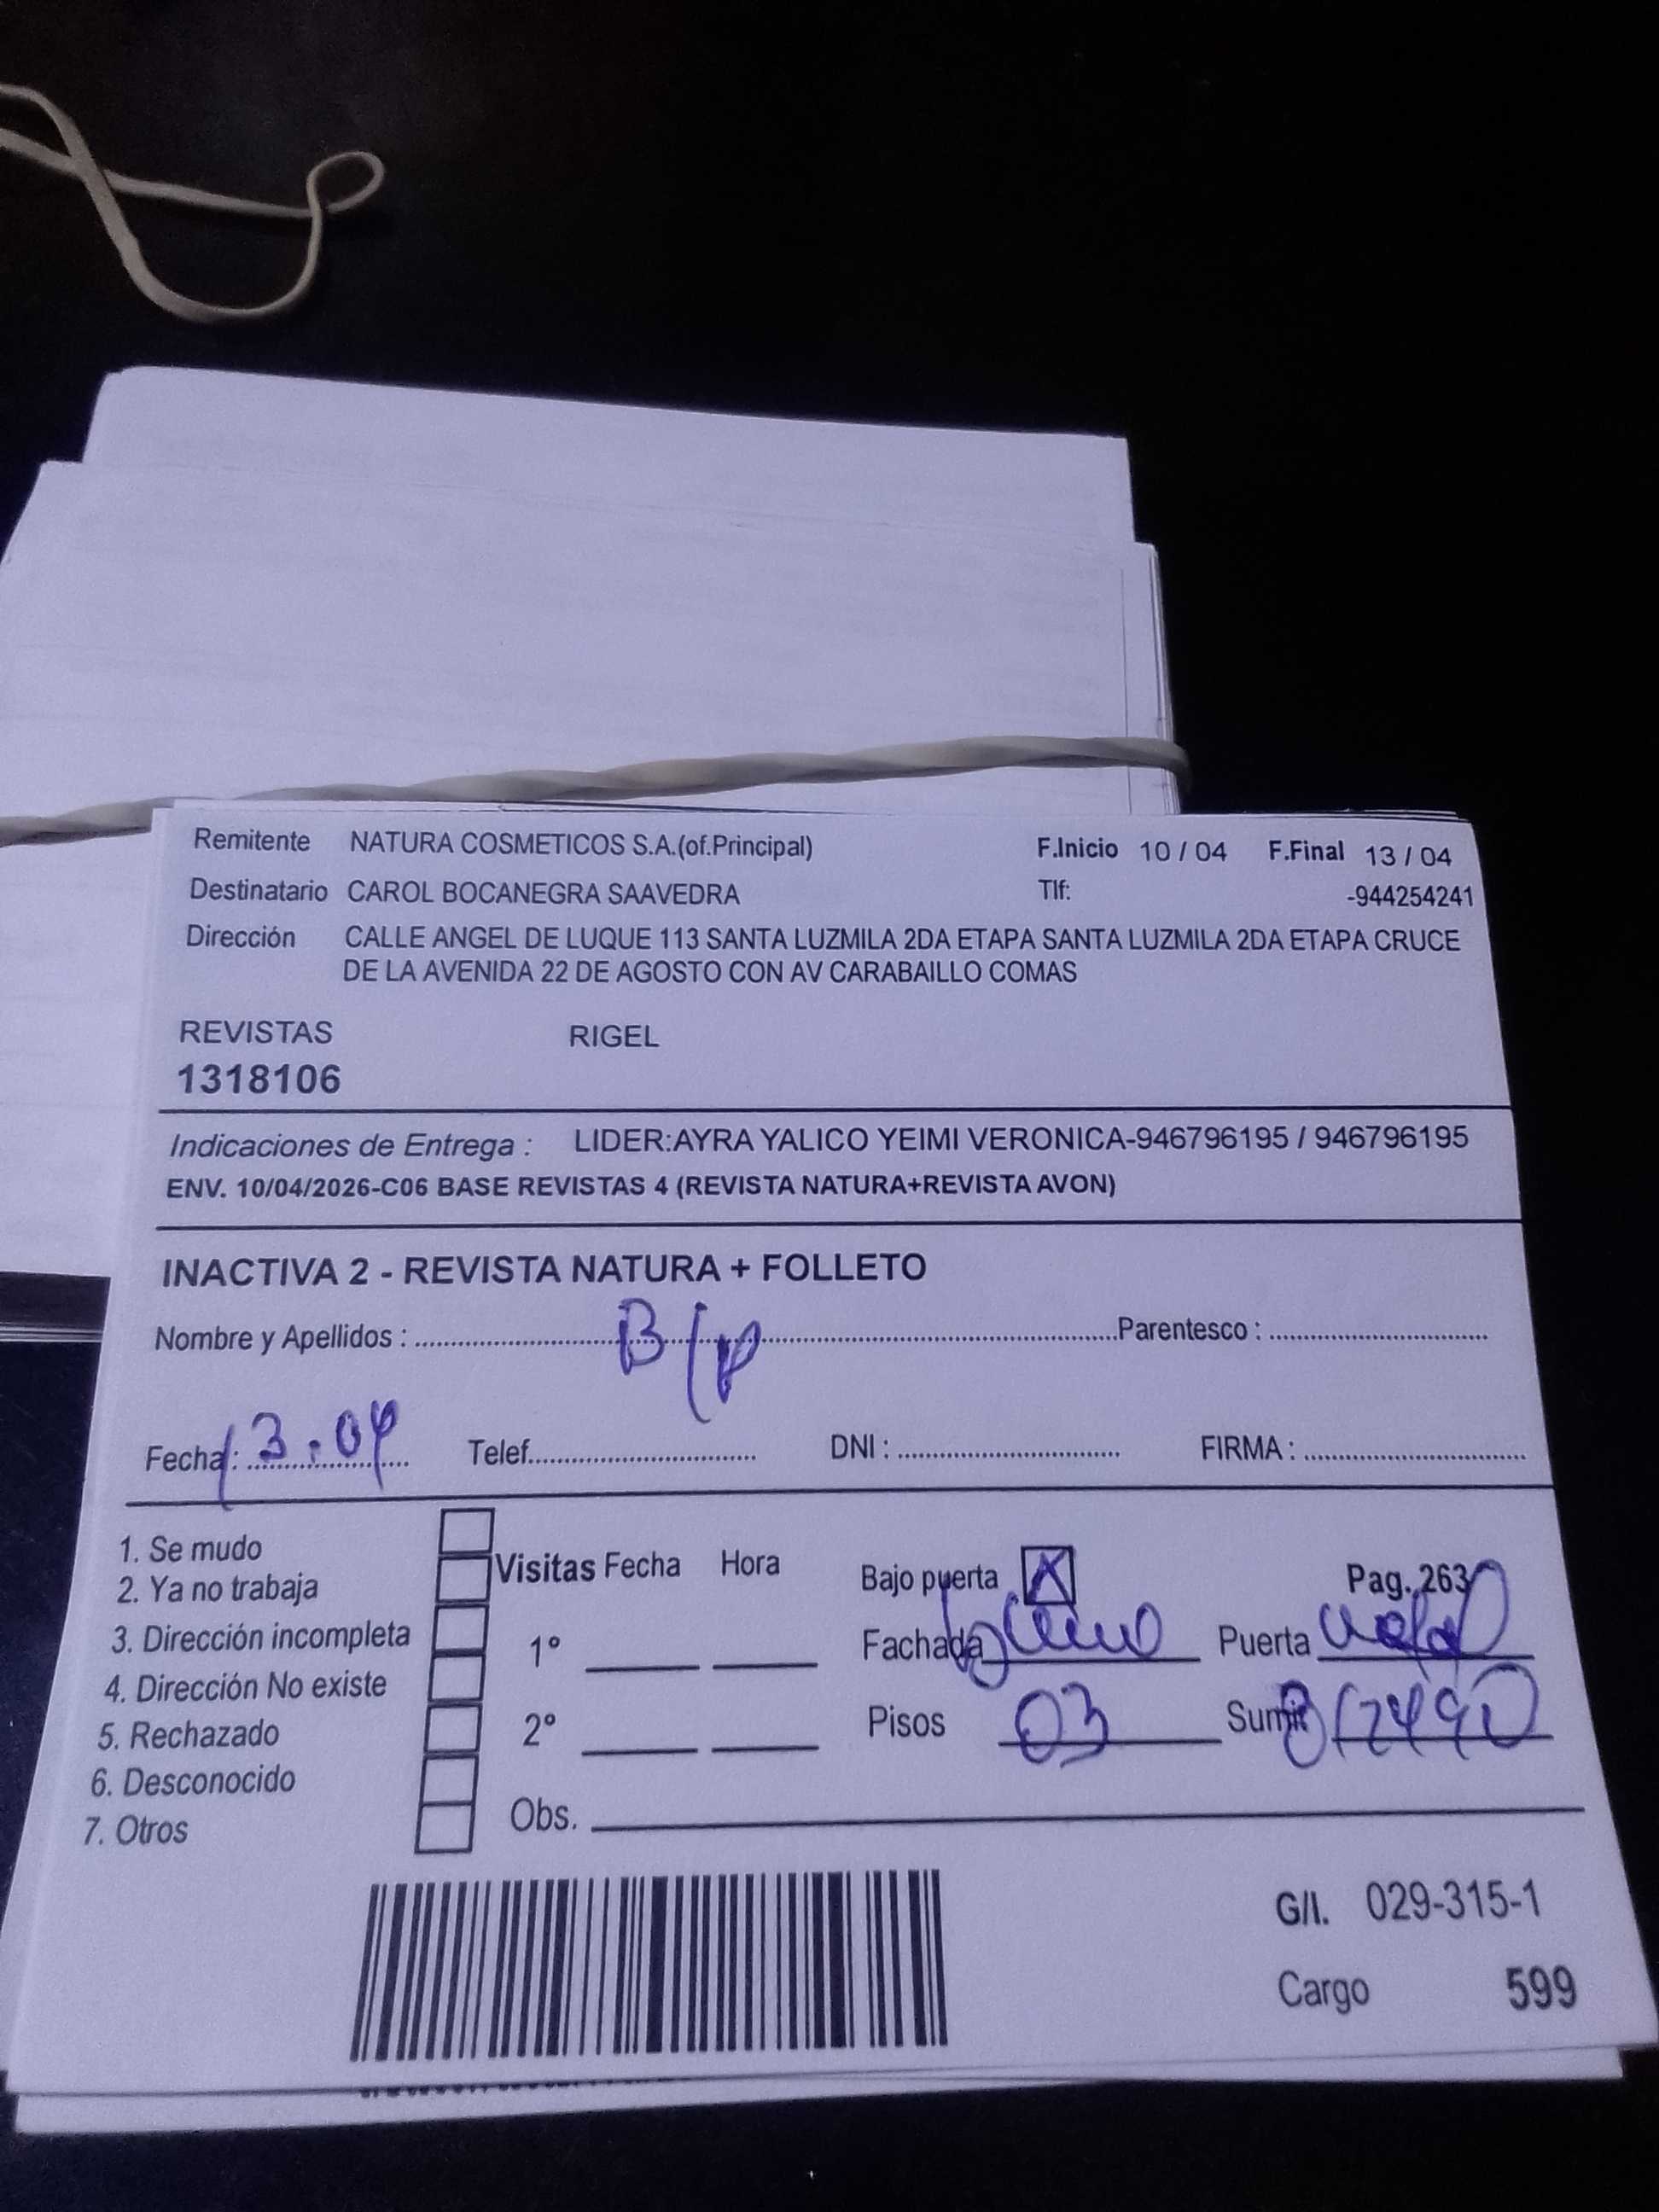 Remitente NATURA COSMETICOS S.A.(of.Principal) F.Inicio 10 / 04 F.Final 13 / 04
Destinatario CAROL BOCANEGRA SAAVEDRA Tlf: -944254241
Dirección CALLE ANGEL DE LUQUE 113 SANTA LUZMILA 2DA ETAPA SANTA LUZMILA 2DA ETAPA CRUCE
DE LA AVENIDA 22 DE AGOSTO CON AV CARABAILLO COMAS
REVISTAS RIGEL
1318106
Indicaciones de Entrega : LIDER:AYRA YALICO YEIMI VERONICA-946796195 / 946796195
ENV. 10/04/2026-C06 BASE REVISTAS 4 (REVISTA NATURA+REVISTA AVON)
INACTIVA 2 - REVISTA NATURA + FOLLETO
Nombre y Apellidos : B/P Parentesco :
Fecha: 13.04 Telef. DNI : FIRMA :
1. Se mudo
2. Ya no trabaja
3. Dirección incompleta
4. Dirección No existe
5. Rechazado
6. Desconocido
7. Otros
Visitas Fecha Hora
1°
2°
Obs.
Bajo puerta X Pag. 263
Fachada Puerta
Pisos 03 Sumi
G/I. 029-315-1
Cargo 599